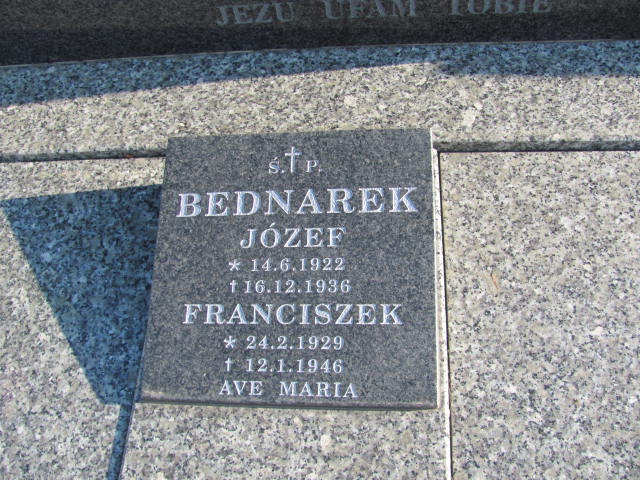 JEZU UFAM TOBIE
Ś.†P.
BEDNAREK
JÓZEF
* 14.6.1922
† 16.12.1936
FRANCISZEK
* 24.2.1929
† 12.1.1946
AVE MARIA